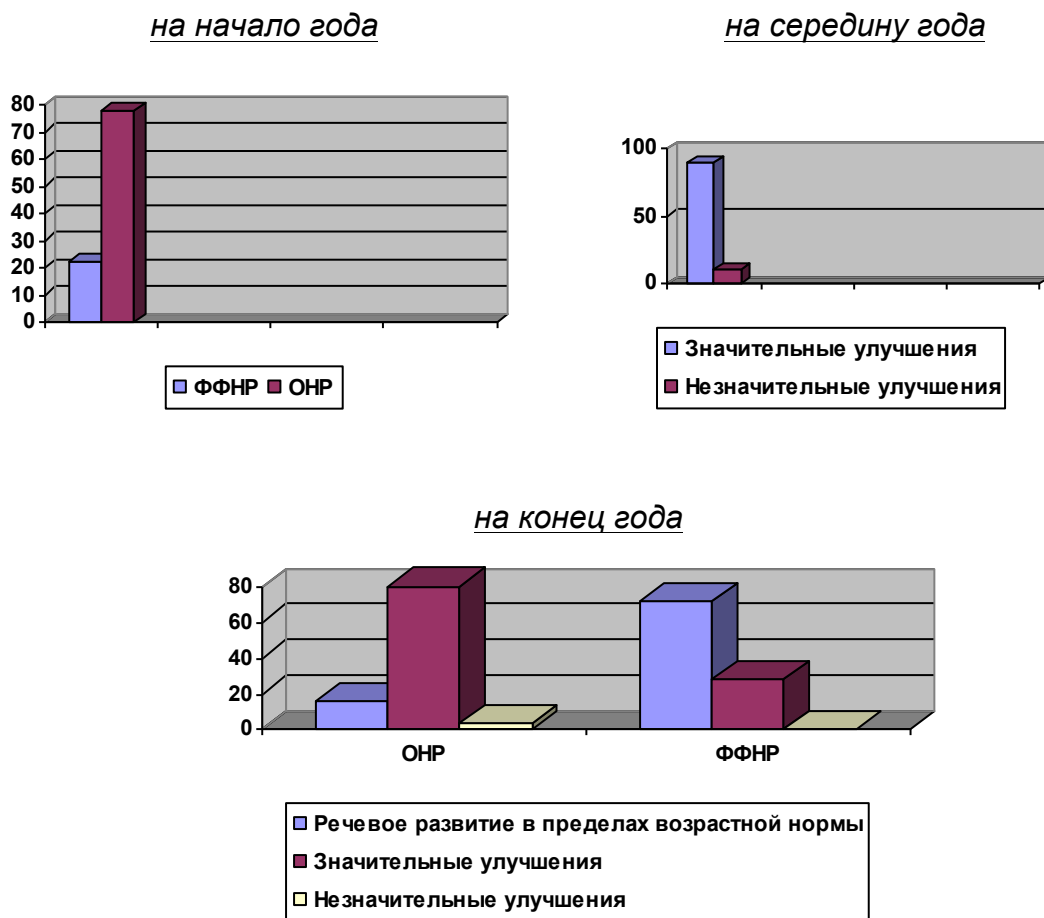 на начало года
80
70
60
50
40
30
20
10
0
ФФНР ОНР
на середину года
100
50
0
Значительные улучшения
Незначительные улучшения
на конец года
80
60
40
20
0
ОНР ФФНР
Речевое развитие в пределах возрастной нормы
Значительные улучшения
Незначительные улучшения